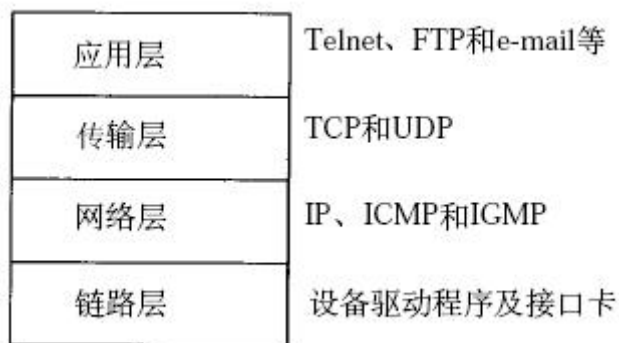 应用层 Telnet、FTP和e-mail等
传输层 TCP和UDP
网络层 IP、ICMP和IGMP
链路层 设备驱动程序及接口卡